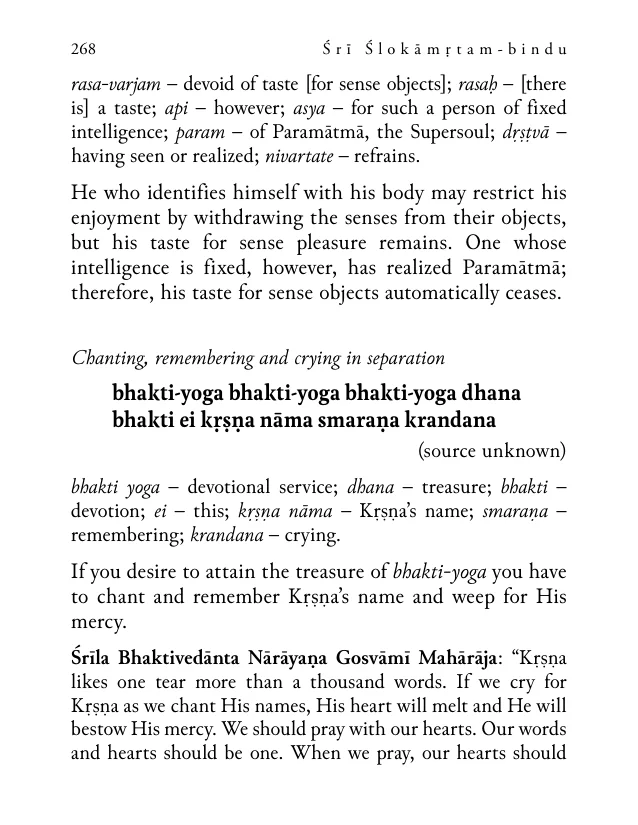 268
Śrī Ślokāmṛtam-bindu
rasa-varjam – devoid of taste [for sense objects]; rasaḥ – [there
is] a taste; api – however; asya – for such a person of fixed
intelligence; param – of Paramātmā, the Supersoul; dṛṣṭvā –
having seen or realized; nivartate – refrains.
He who identifies himself with his body may restrict his
enjoyment by withdrawing the senses from their objects,
but his taste for sense pleasure remains. One whose
intelligence is fixed, however, has realized Paramātmā;
therefore, his taste for sense objects automatically ceases.
Chanting, remembering and crying in separation
bhakti-yoga bhakti-yoga bhakti-yoga dhana
bhakti ei kṛṣṇa nāma smaraṇa krandana
(source unknown)
bhakti yoga – devotional service; dhana – treasure; bhakti –
devotion; ei – this; kṛṣṇa nāma – Kṛṣṇa’s name; smaraṇa –
remembering; krandana – crying.
If you desire to attain the treasure of bhakti-yoga you have
to chant and remember Kṛṣṇa’s name and weep for His
mercy.
Śrīla Bhaktivedānta Nārāyaṇa Gosvāmī Mahārāja: “Kṛṣṇa
likes one tear more than a thousand words. If we cry for
Kṛṣṇa as we chant His names, His heart will melt and He will
bestow His mercy. We should pray with our hearts. Our words
and hearts should be one. When we pray, our hearts should